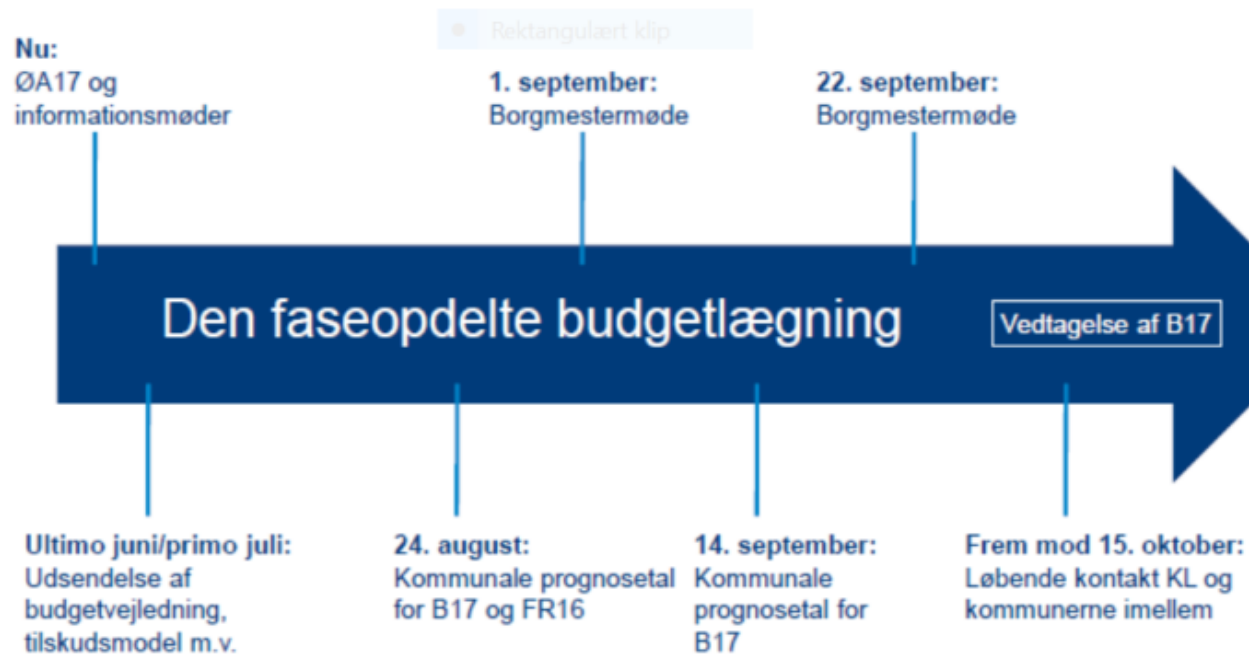 Rektangulært klip
Nu:
ØA17 og
informationsmøder
1. september:
Borgmestermøde
22. september:
Borgmestermøde
Den faseopdelte budgetlægning
Vedtagelse af B17
Ultimo juni/primo juli:
Udsendelse af
budgetvejledning,
tilskudsmodel m.v.
24. august:
Kommunale prognosetal
for B17 og FR16
14. september:
Kommunale
prognosetal for
B17
Frem mod 15. oktober:
Løbende kontakt KL og
kommunerne imellem